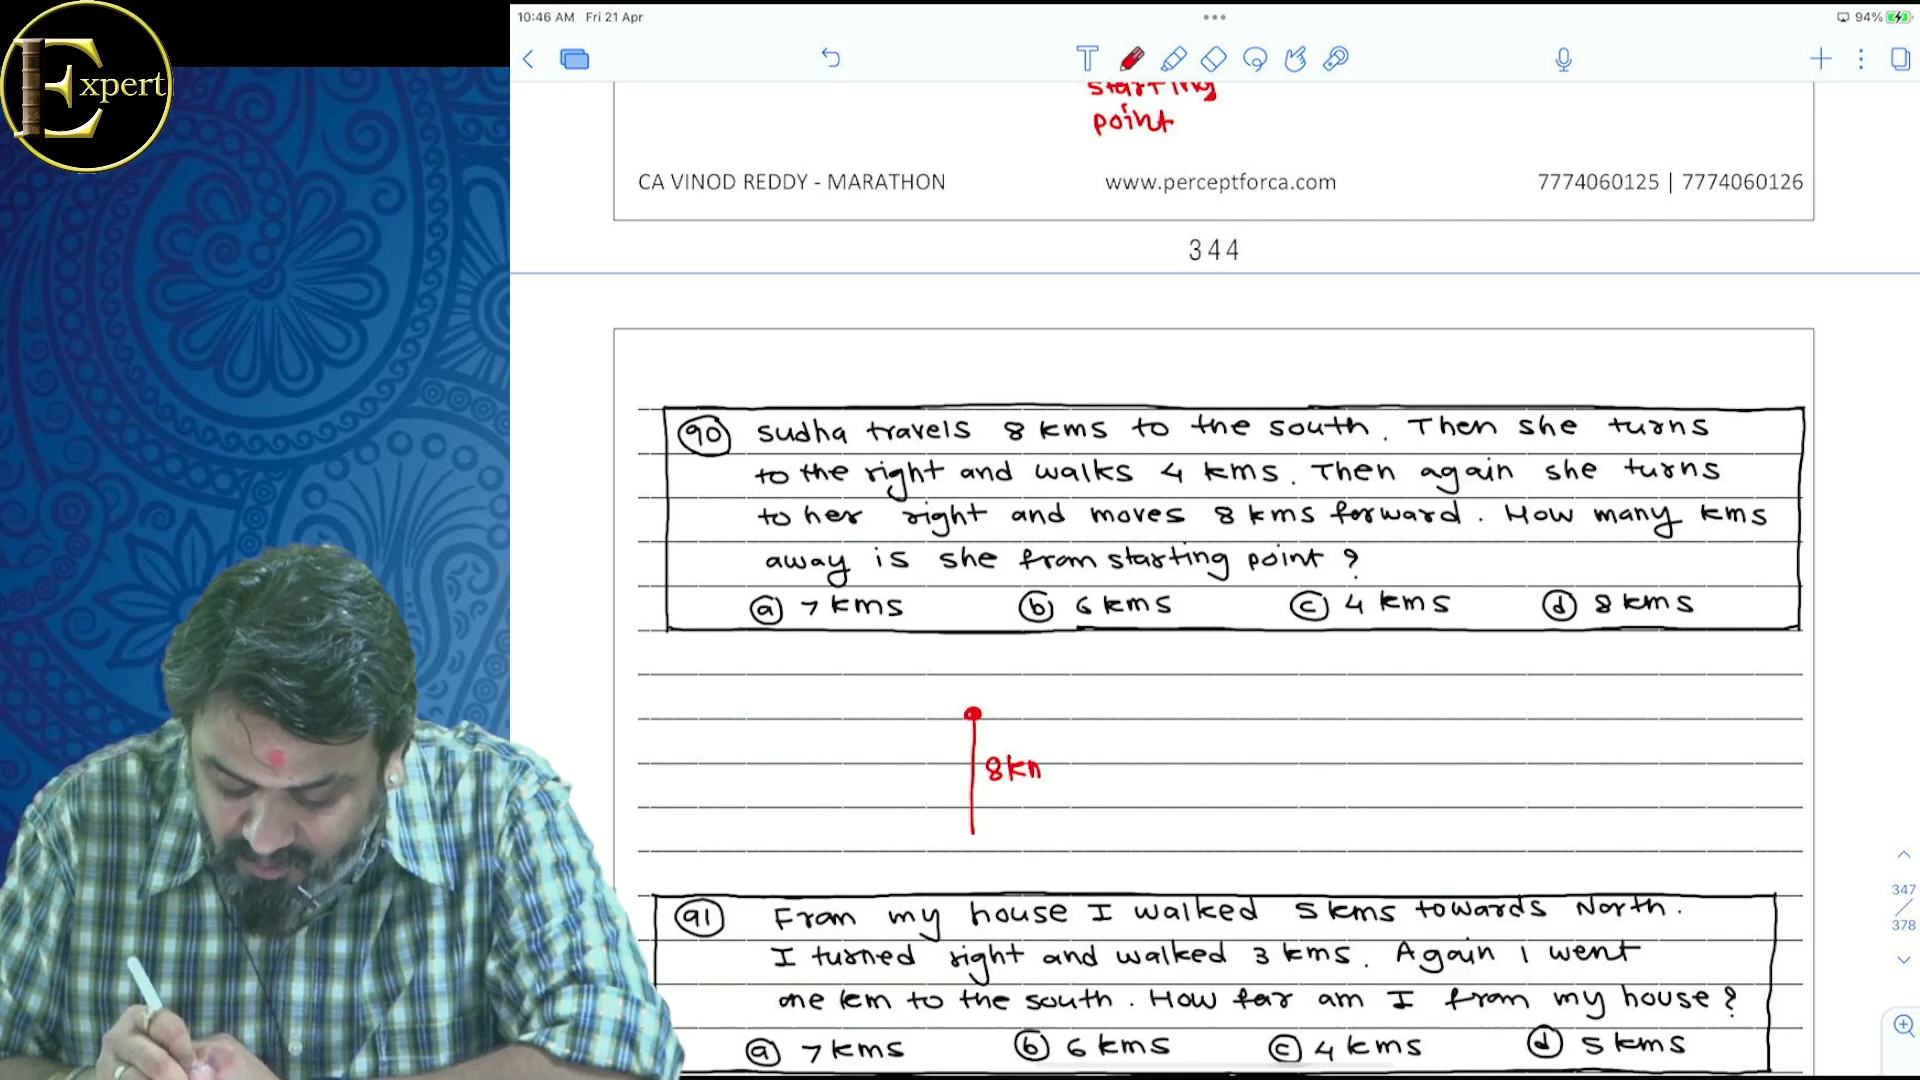 10:46 AM Fri 21 Apr
94%
Expert
starting
point
CA VINOD REDDY - MARATHON www.perceptforca.com 7774060125 | 7774060126
344
90 Sudha travels 8 kms to the south. Then she turns
to the right and walks 4 kms. Then again she turns
to her right and moves 8 kms forward. How many kms
away is she from starting point ?
a 7 kms b 6 kms c 4 kms d 8 kms
8km
91 From my house I walked 5 kms towards North.
I turned right and walked 3 kms. Again I went
one km to the south. How far am I from my house ?
a 7 kms b 6 kms c 4 kms d 5 kms
347
378